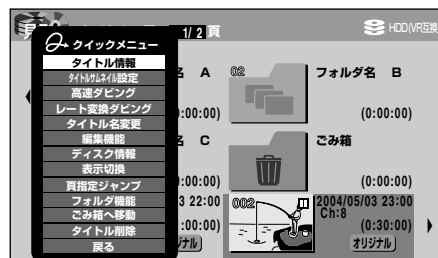 1/ 2 頁
HDD(VR互換
クイックメニュー
タイトル情報
タイトルサムネイル設定
高速ダビング
レート変換ダビング
タイトル名変更
編集機能
ディスク情報
表示切換
頁指定ジャンプ
フォルダ機能
ごみ箱へ移動
タイトル削除
戻る
名 A
:00:00)
02
フォルダ名 B
(0:00:00)
名 C
:00:00)
ごみ箱
(0:00:00)
3 22:00
:00:00)
ジナル
002
2004/05/03 23:00
Ch:8
(0:30:00)
オリジナル